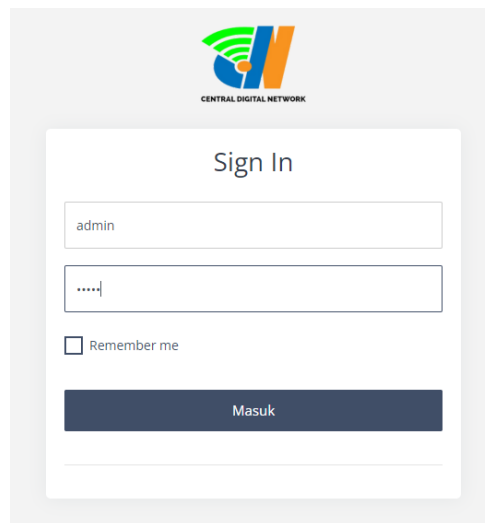 CENTRAL DIGITAL NETWORK
Sign In
admin
•••••
Remember me
Masuk